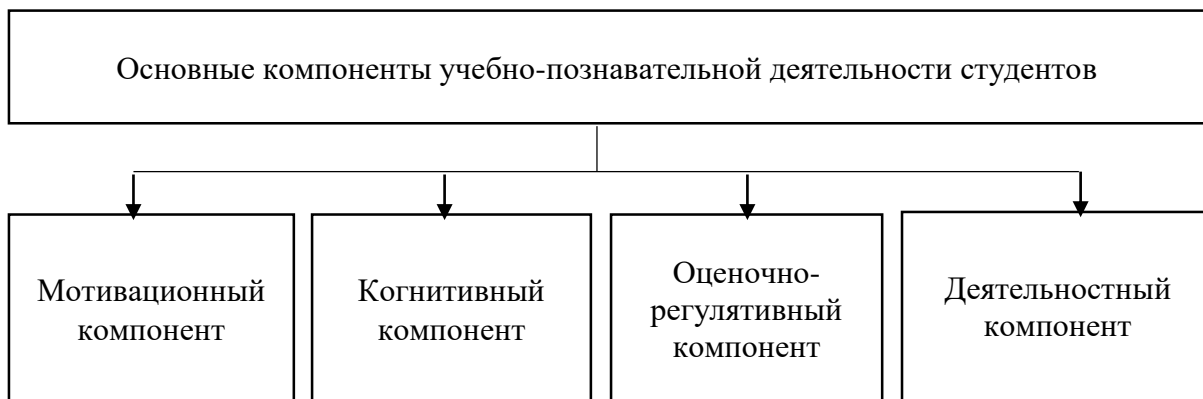 Основные компоненты учебно-познавательной деятельности студентов
Мотивационный
компонент
Когнитивный
компонент
Оценочно-
регулятивный
компонент
Деятельностный
компонент